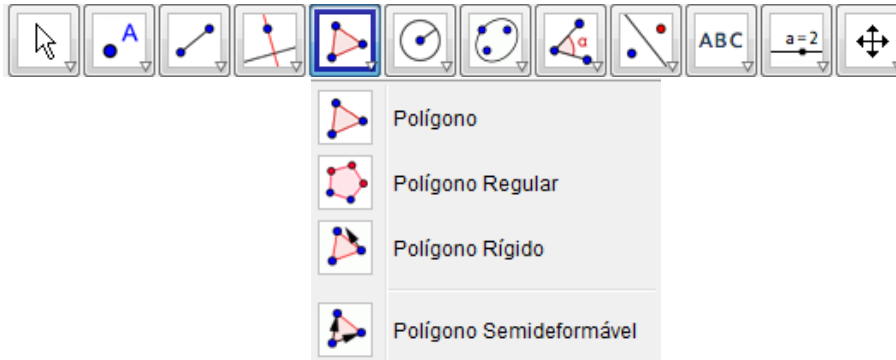 A α ABC a=2
Polígono
Polígono Regular
Polígono Rígido
Polígono Semideformável